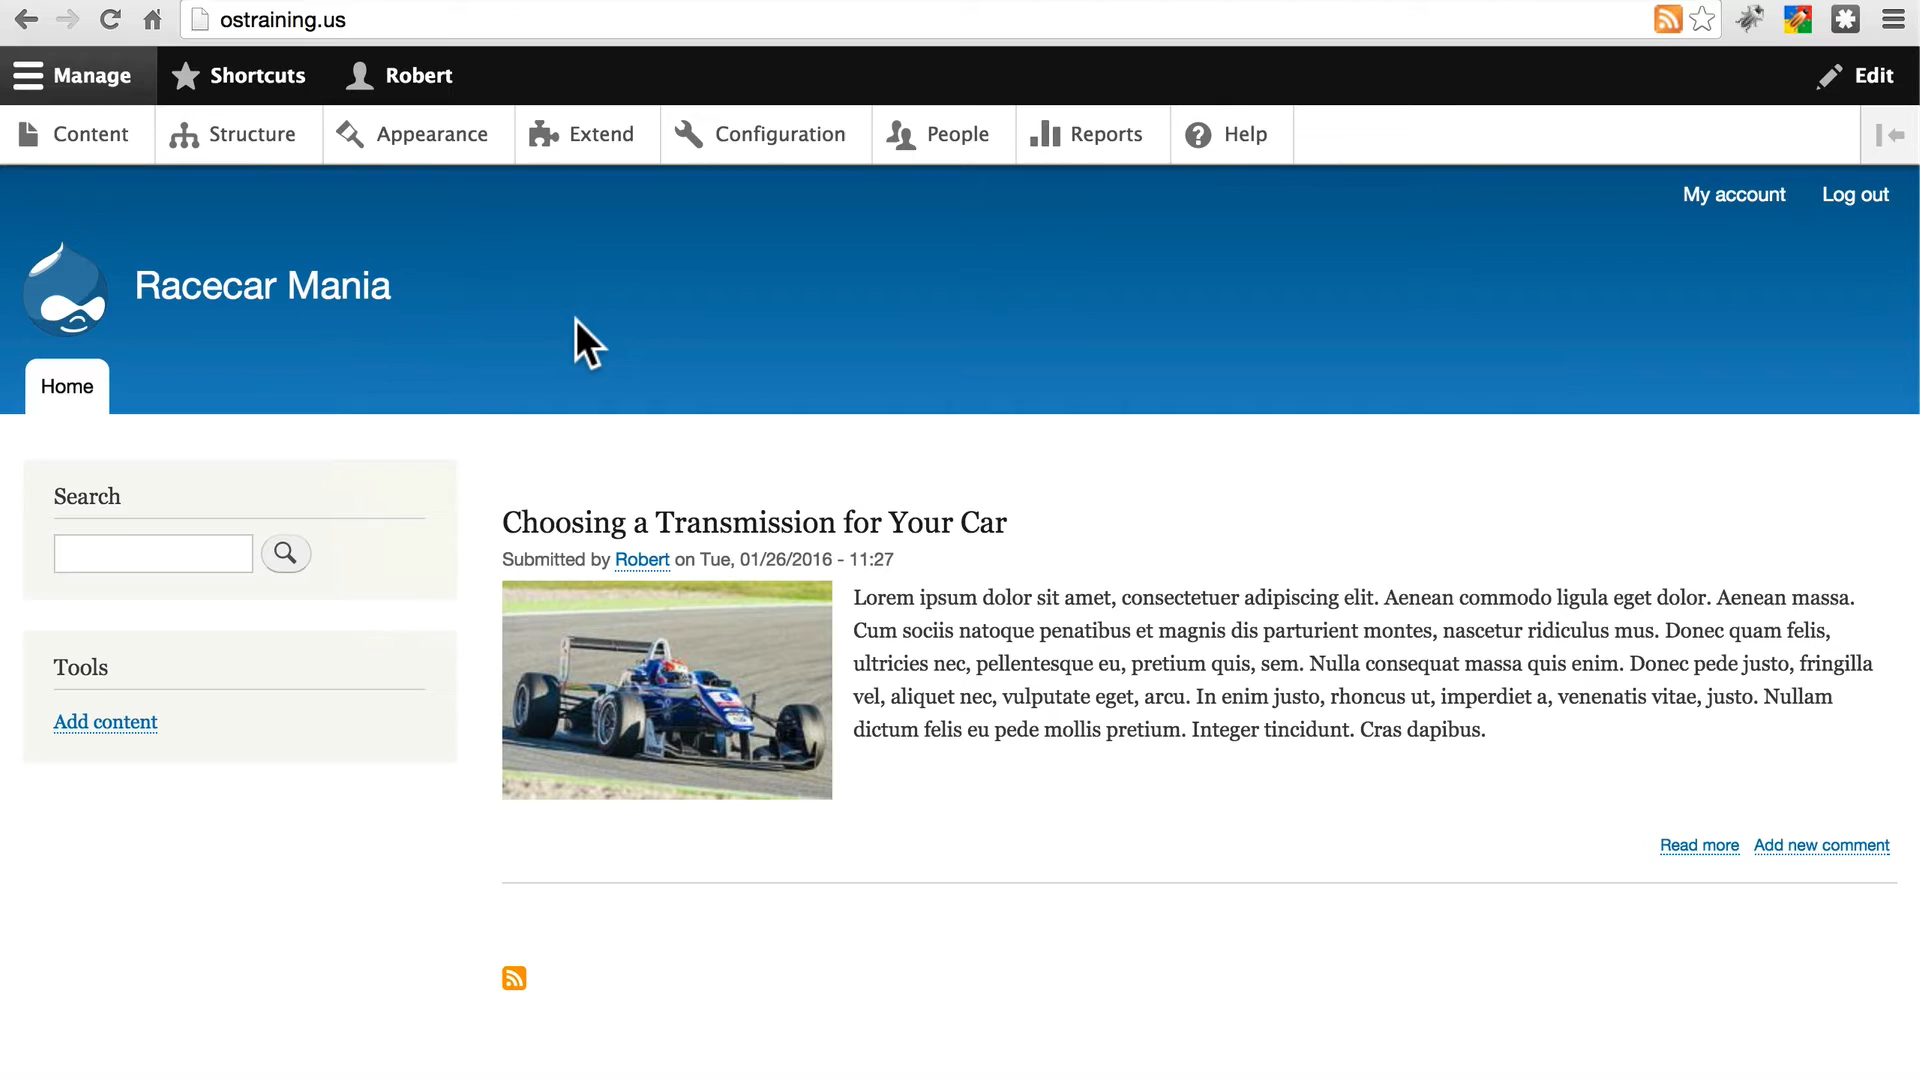 ostraining.us
Manage Shortcuts Robert Edit
Content Structure Appearance Extend Configuration People Reports Help
My account Log out
Racecar Mania
Home
Search
Tools
Add content
Choosing a Transmission for Your Car
Submitted by Robert on Tue, 01/26/2016 - 11:27
Lorem ipsum dolor sit amet, consectetuer adipiscing elit. Aenean commodo ligula eget dolor. Aenean massa.
Cum sociis natoque penatibus et magnis dis parturient montes, nascetur ridiculus mus. Donec quam felis,
ultricies nec, pellentesque eu, pretium quis, sem. Nulla consequat massa quis enim. Donec pede justo, fringilla
vel, aliquet nec, vulputate eget, arcu. In enim justo, rhoncus ut, imperdiet a, venenatis vitae, justo. Nullam
dictum felis eu pede mollis pretium. Integer tincidunt. Cras dapibus.
Read more Add new comment